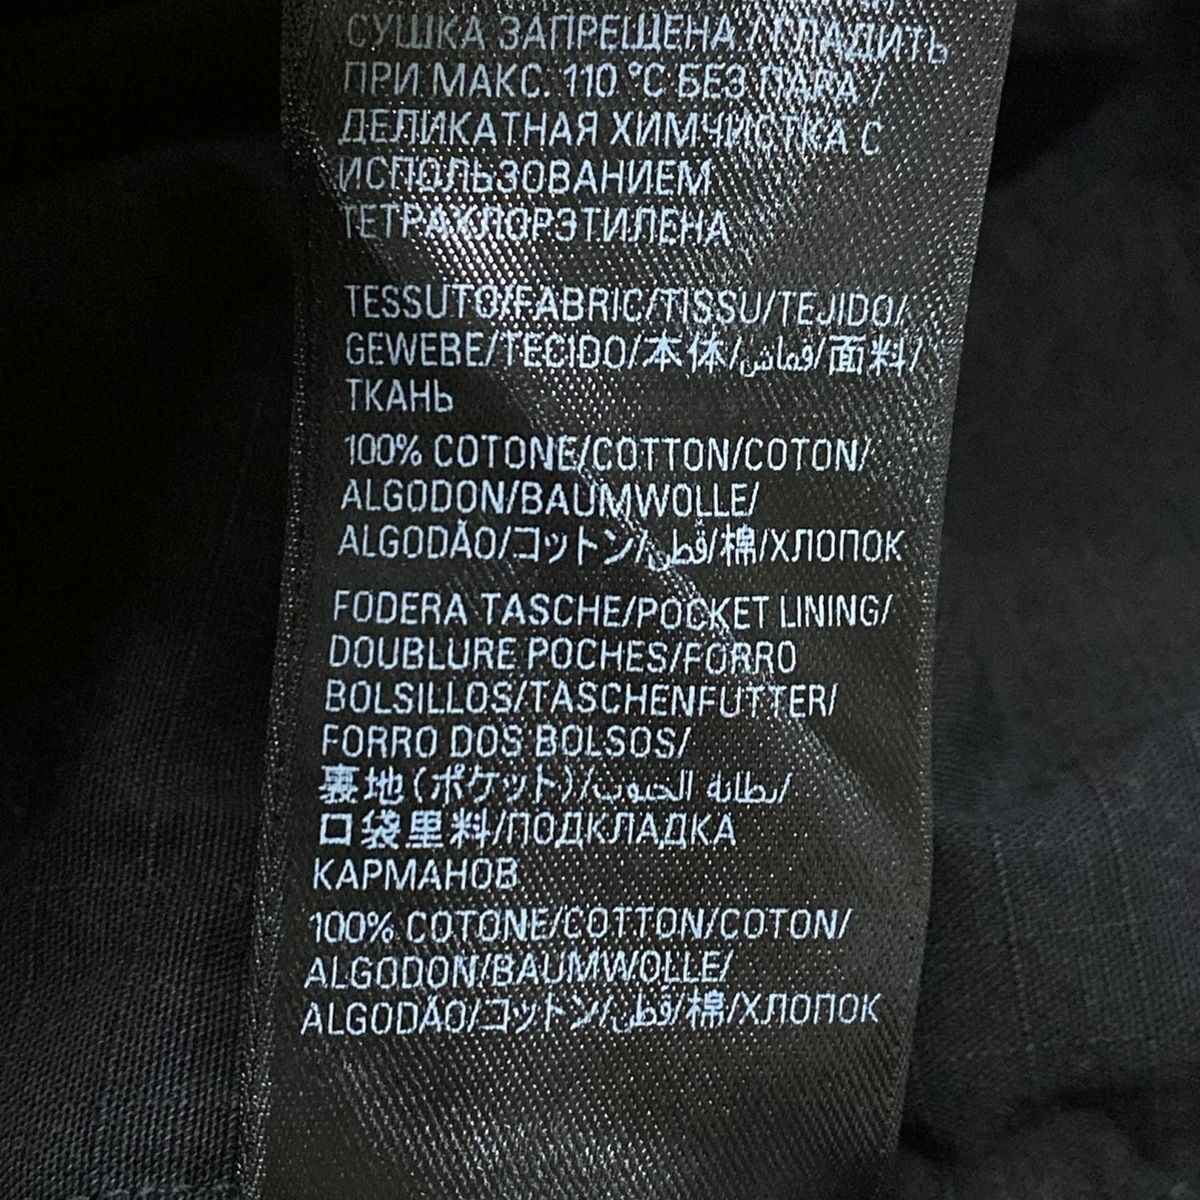 СУШКА ЗАПРЕЩЕНА / ГЛАДИТЬ
ПРИ МАКС. 110 °C БЕЗ ПАРА /
ДЕЛИКАТНАЯ ХИМЧИСТКА С
ИСПОЛЬЗОВАНИЕМ
ТЕТРАХЛОРЭТИЛЕНА
TESSUTO/FABRIC/TISSU/TEJIDO/
GEWEBE/TECIDO/本体/قماش/面料/
ТКАНЬ
100% COTONE/COTTON/COTON/
ALGODON/BAUMWOLLE/
ALGODÃO/コットン/قطن/棉/ХЛОПОК
FODERA TASCHE/POCKET LINING/
DOUBLURE POCHES/FORRO
BOLSILLOS/TASCHENFUTTER/
FORRO DOS BOLSOS/
裏地(ポケット)/بطانة الجيوب/
口袋里料/ПОДКЛАДКА
КАРМАНОВ
100% COTONE/COTTON/COTON/
ALGODON/BAUMWOLLE/
ALGODÃO/コットン/قطن/棉/ХЛОПОК